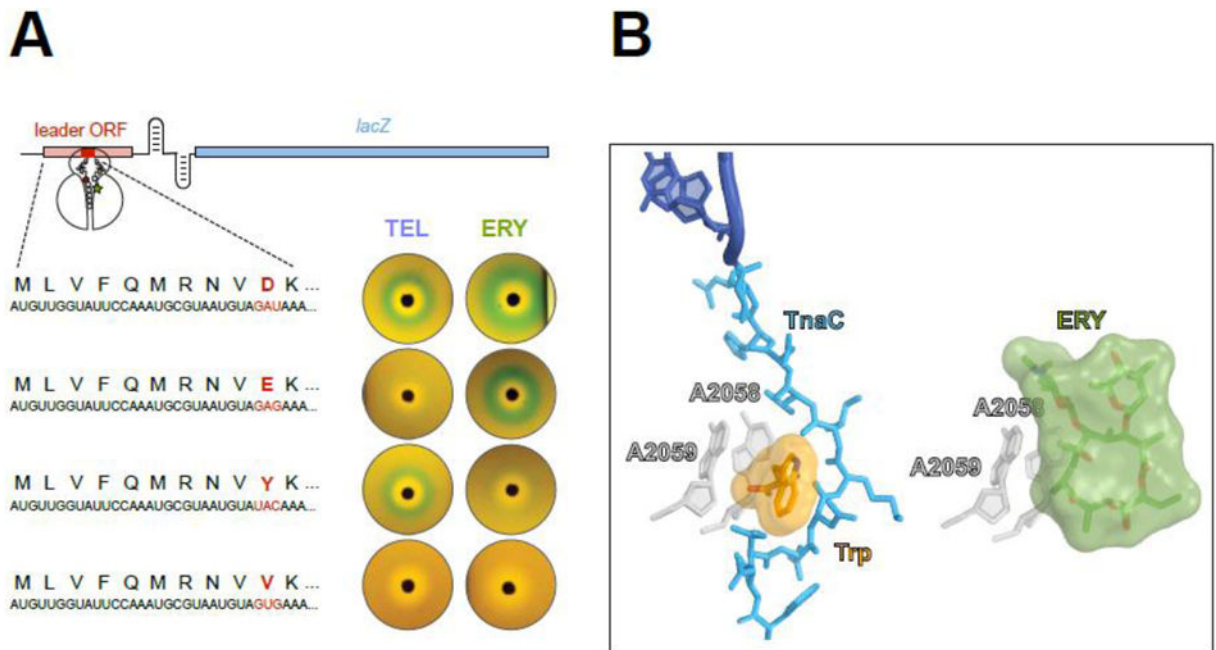 A
B
leader ORF
lacZ
TEL
ERY
M L V F Q M R N V D K ...
AUGUUGGUAUUCCAAAUGCGUAAUGUAGAUAAA...
M L V F Q M R N V E K ...
AUGUUGGUAUUCCAAAUGCGUAAUGUAGAGAAA...
M L V F Q M R N V Y K ...
AUGUUGGUAUUCCAAAUGCGUAAUGUAUACAAA...
M L V F Q M R N V V K ...
AUGUUGGUAUUCCAAAUGCGUAAUGUAGUGAAA...
TnaC
ERY
A2058
A2058
A2059
A2059
Trp